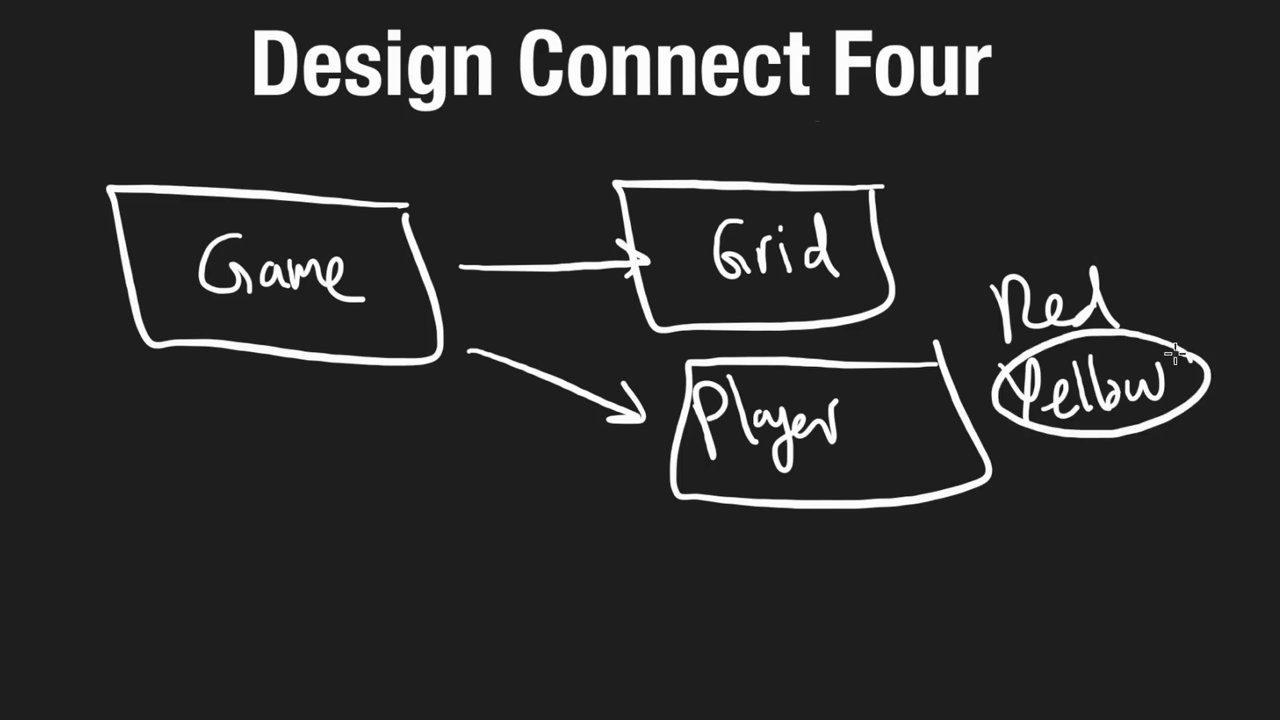 Design Connect Four
Game
Grid
Red
Yellow
Player